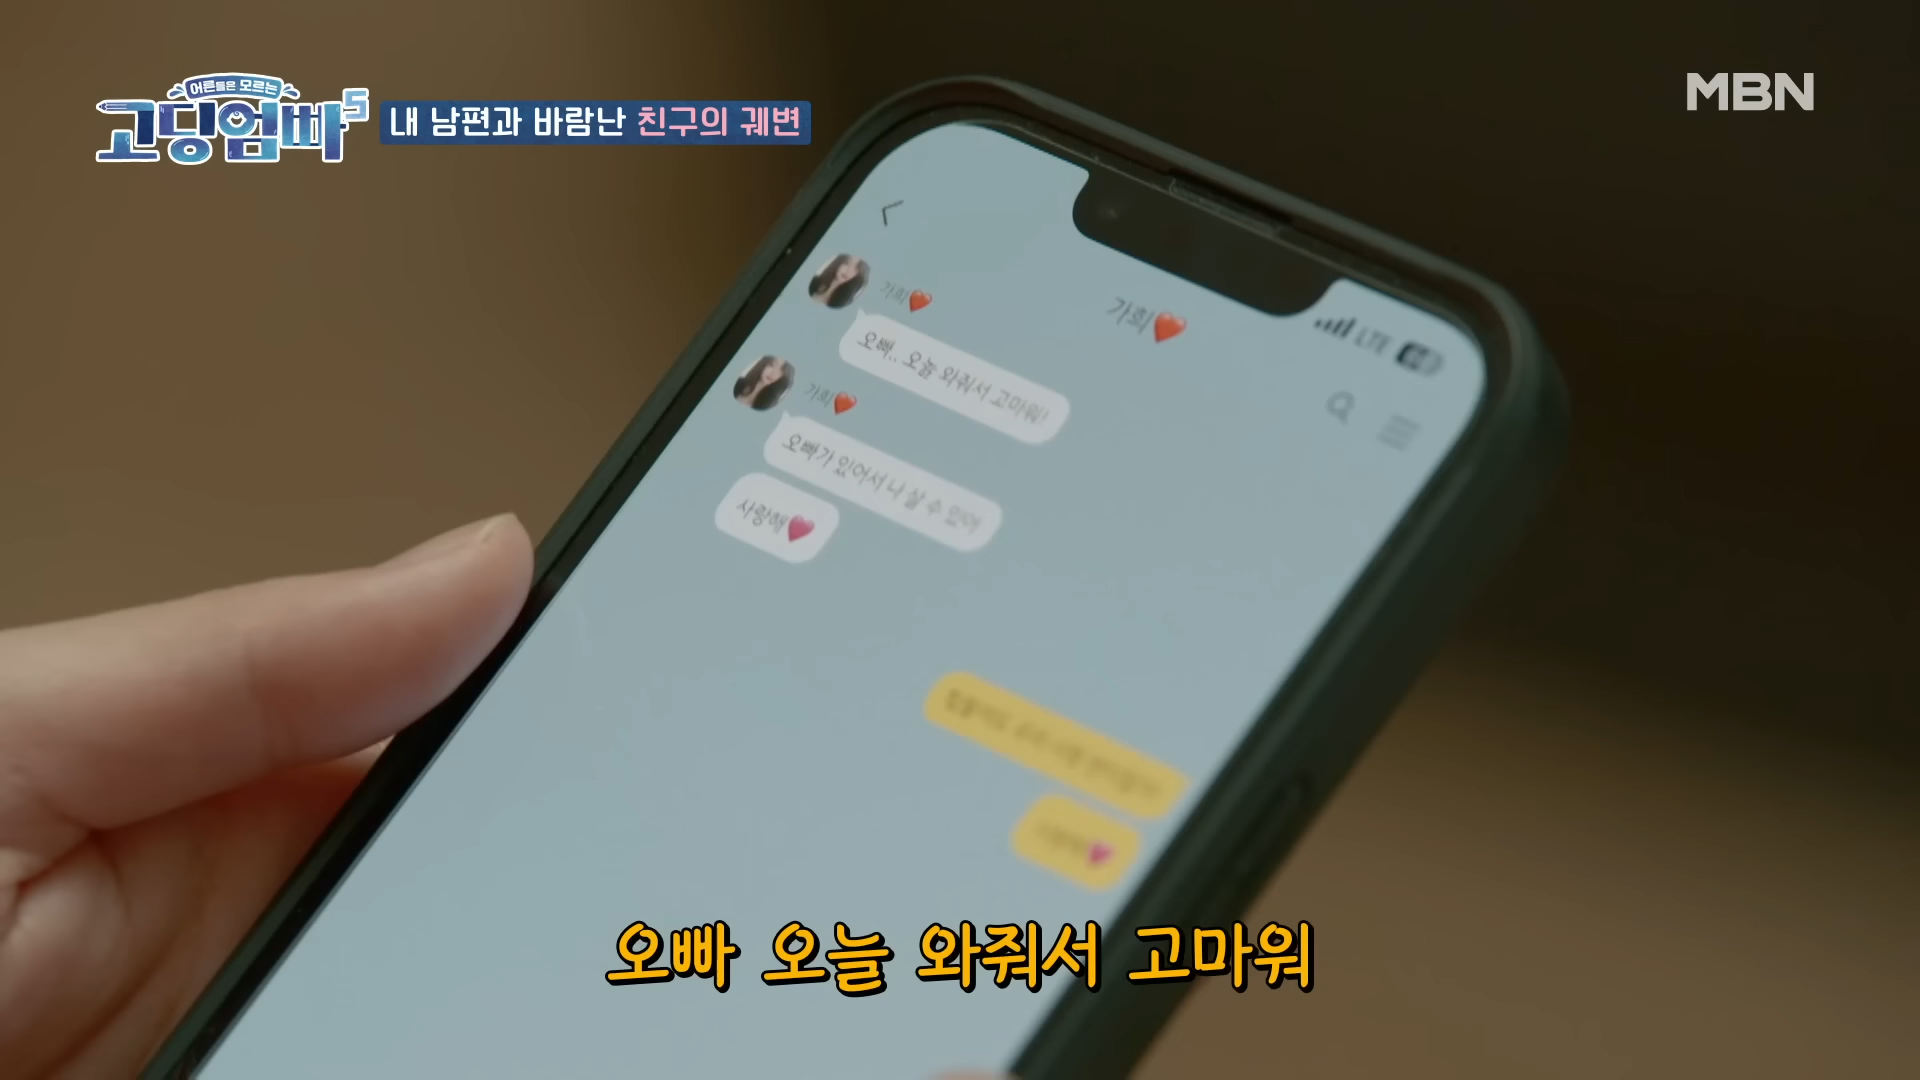 어른들은 모르는
고딩엄빠5
내 남편과 바람난 친구의 궤변
MBN
LTE
가희❤️
가희❤️
오빠.. 오늘 와줘서 고마워!
가희❤️
오빠가 있어서 나 살 수 있어
사랑해💗
오빠 오늘 와줘서 고마워